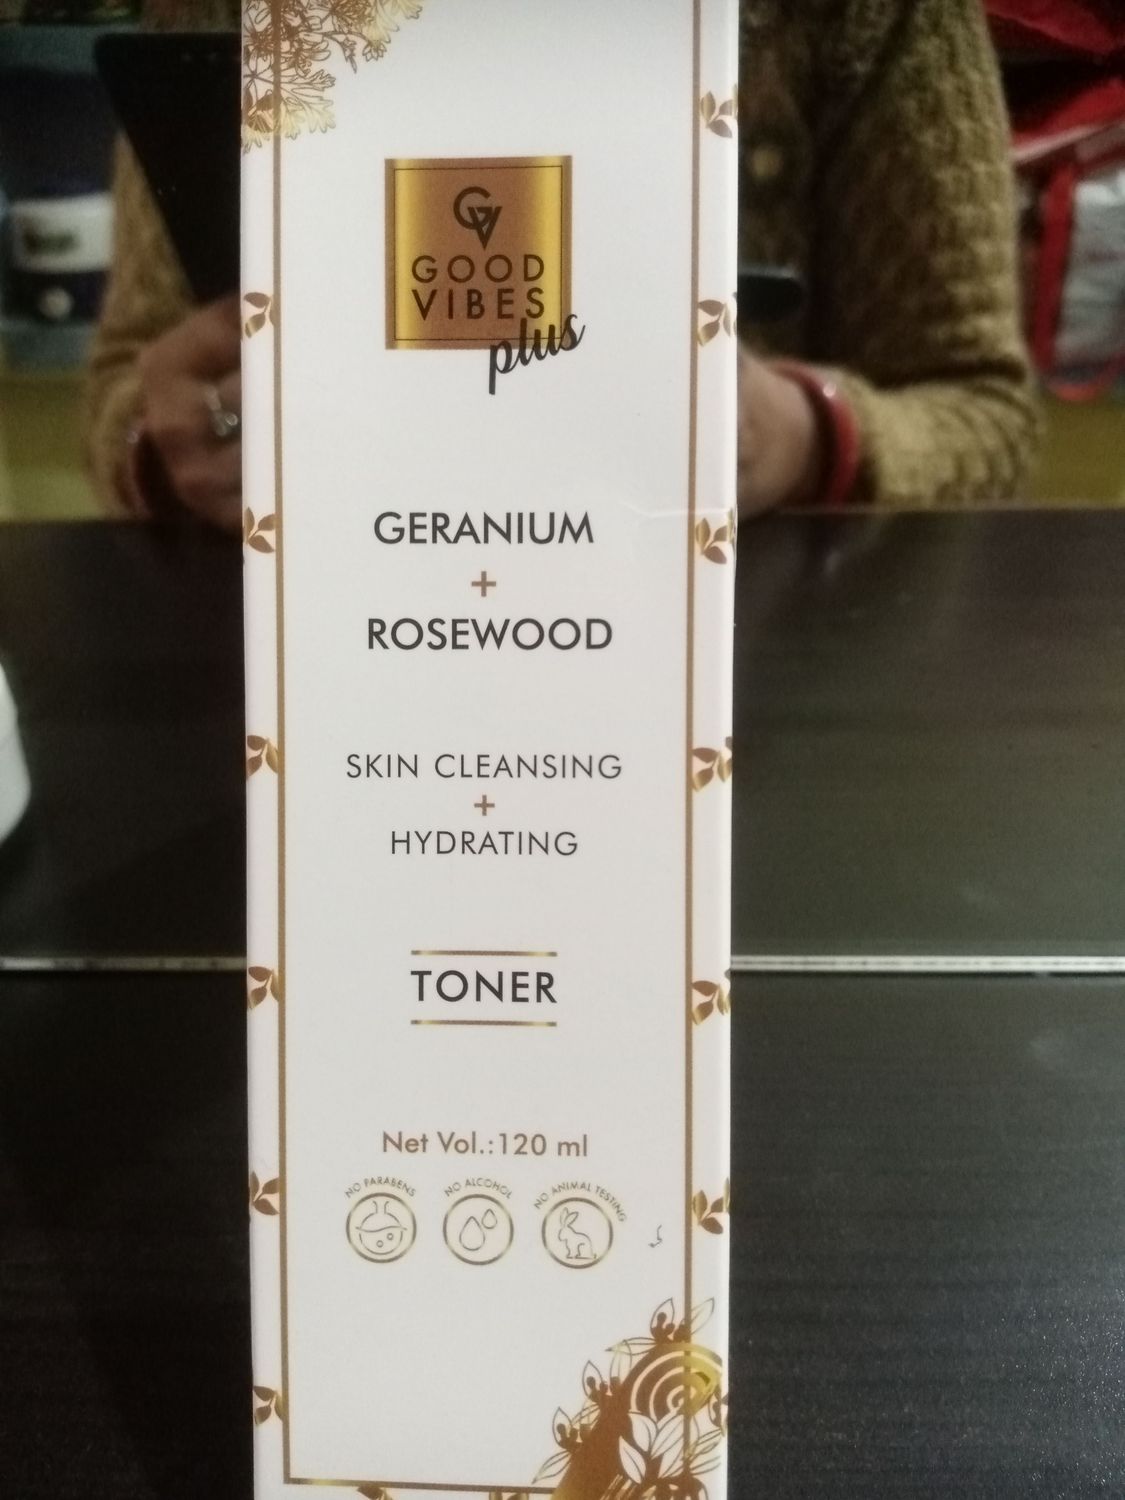 GV
GOOD
VIBES
plus
GERANIUM
+
ROSEWOOD
SKIN CLEANSING
+
HYDRATING
TONER
Net Vol.:120 ml
NO PARABENS
NO ALCOHOL
NO ANIMAL TESTING